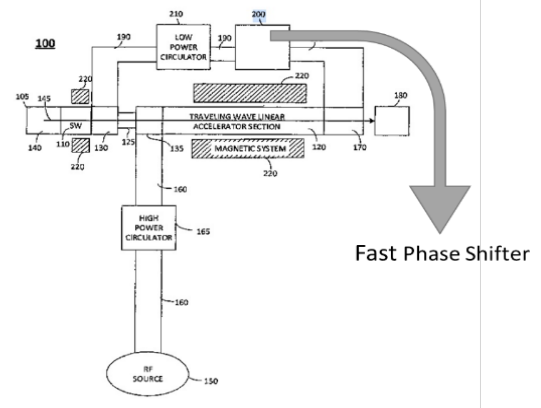 210
200
190
LOW
POWER
CIRCULATOR
190
100
220
220
105
145
SW
TRAVELING WAVE LINEAR
ACCELERATOR SECTION
180
140
110
130
125
135
120
170
220
MAGNETIC SYSTEM
220
160
HIGH
POWER
CIRCULATOR
165
160
RF
SOURCE
150
Fast Phase Shifter